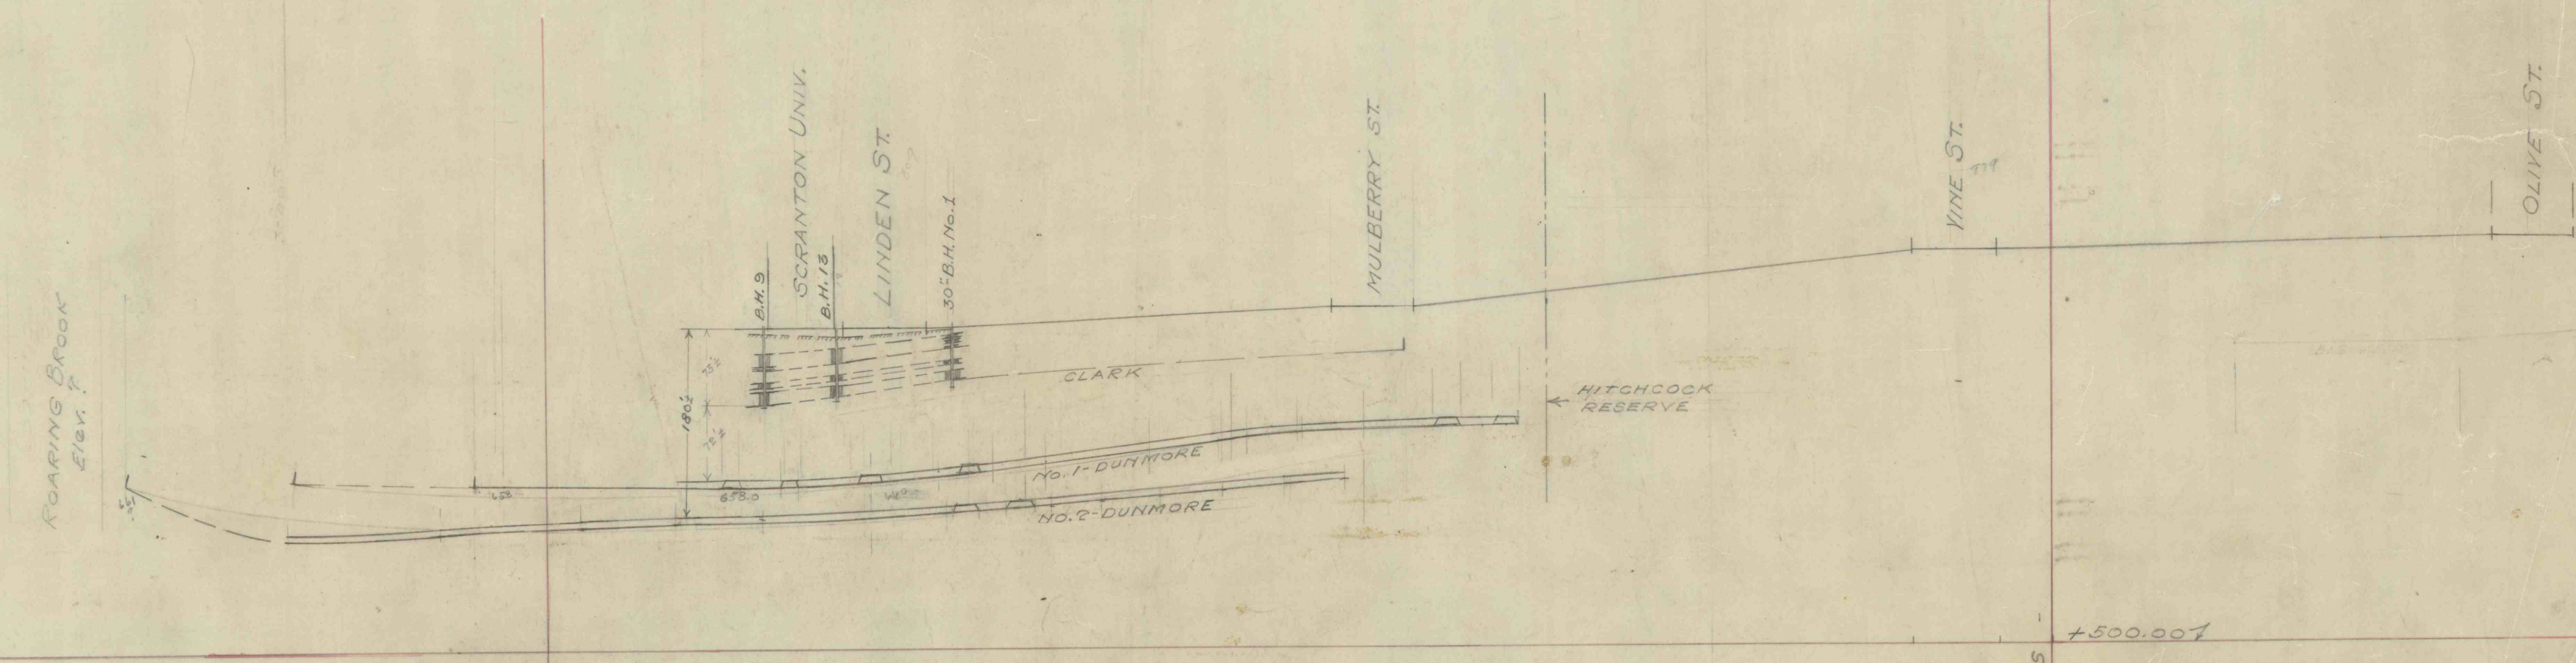 ROARING BROOK
Elev. ?
B.H. 9
SCRANTON UNIV.
B.H. 13
LINDEN ST.
30" B.H. No. 1
MULBERRY ST.
VINE ST.
OLIVE ST.
180'±
75'±
CLARK
HITCHCOCK
RESERVE
658.0
No. 1-DUNMORE
No. 2-DUNMORE
+500.00